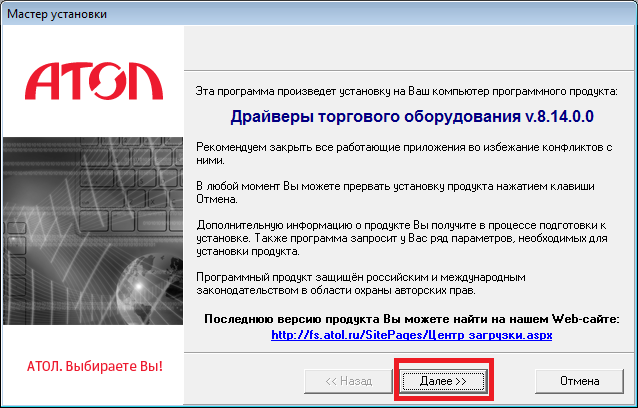 Мастер установки
АТОЛ
Эта программа произведет установку на Ваш компьютер программного продукта:
Драйверы торгового оборудования v.8.14.0.0
Рекомендуем закрыть все работающие приложения во избежание конфликтов с
ними.
В любой момент Вы можете прервать установку продукта нажатием клавиши
Отмена.
Дополнительную информацию о продукте Вы получите в процессе подготовки к
установке. Также программа запросит у Вас ряд параметров, необходимых для
установки продукта.
Программный продукт защищён российским и международным
законодательством в области охраны авторских прав.
Последнюю версию продукта Вы можете найти на нашем Web-сайте:
http://fs.atol.ru/SitePages/Центр загрузки.aspx
АТОЛ. Выбираете Вы!
<< Назад
Далее >>
Отмена